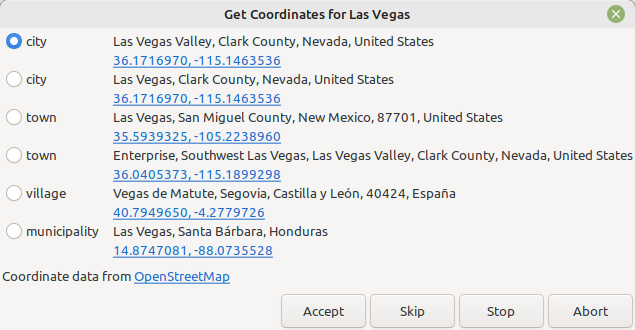 Get Coordinates for Las Vegas
city Las Vegas Valley, Clark County, Nevada, United States
36.1716970, -115.1463536
city Las Vegas, Clark County, Nevada, United States
36.1716970, -115.1463536
town Las Vegas, San Miguel County, New Mexico, 87701, United States
35.5939325, -105.2238960
town Enterprise, Southwest Las Vegas, Las Vegas Valley, Clark County, Nevada, United States
36.0405373, -115.1899298
village Vegas de Matute, Segovia, Castilla y León, 40424, España
40.7949650, -4.2779726
municipality Las Vegas, Santa Bárbara, Honduras
14.8747081, -88.0735528
Coordinate data from OpenStreetMap
Accept Skip Stop Abort